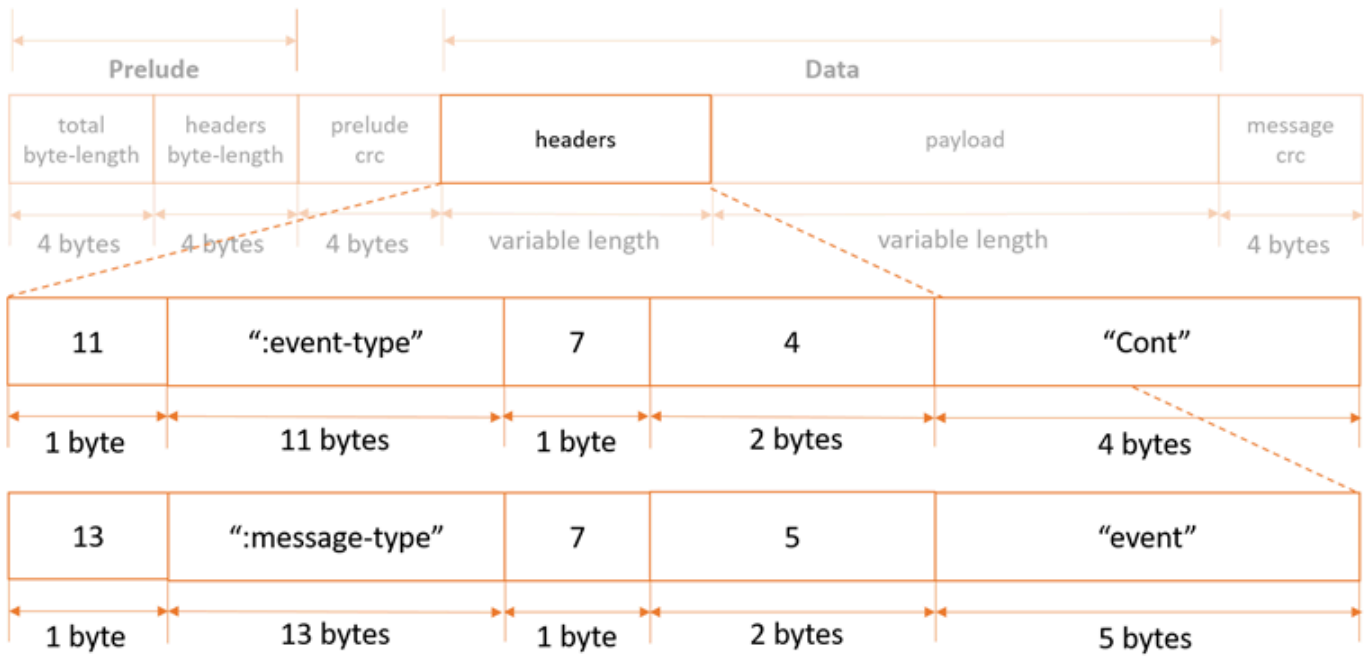 Prelude
Data
total byte-length
headers byte-length
prelude crc
headers
payload
message crc
4 bytes
4 bytes
4 bytes
variable length
variable length
4 bytes
11
“:event-type”
7
4
“Cont”
1 byte
11 bytes
1 byte
2 bytes
4 bytes
13
“:message-type”
7
5
“event”
1 byte
13 bytes
1 byte
2 bytes
5 bytes